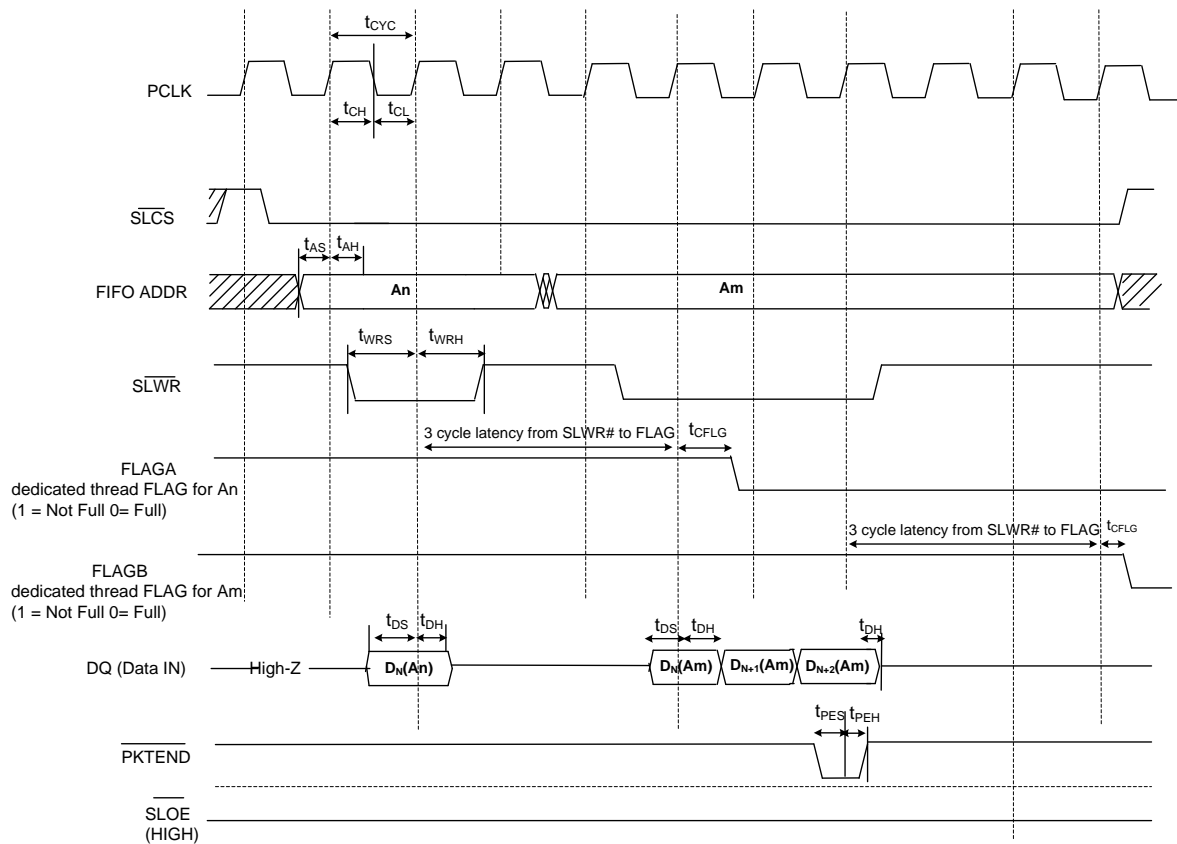 tCYC
PCLK
tCH tCL
SLCS
tAS tAH
FIFO ADDR An Am
tWRS tWRH
SLWR
3 cycle latency from SLWR# to FLAG tCFLG
FLAGA
dedicated thread FLAG for An
(1 = Not Full 0= Full)
3 cycle latency from SLWR# to FLAG tCFLG
FLAGB
dedicated thread FLAG for Am
(1 = Not Full 0= Full)
tDS tDH tDS tDH tDH
DQ (Data IN) High-Z DN(An) DN(Am) DN+1(Am) DN+2(Am)
tPES tPEH
PKTEND
SLOE
(HIGH)